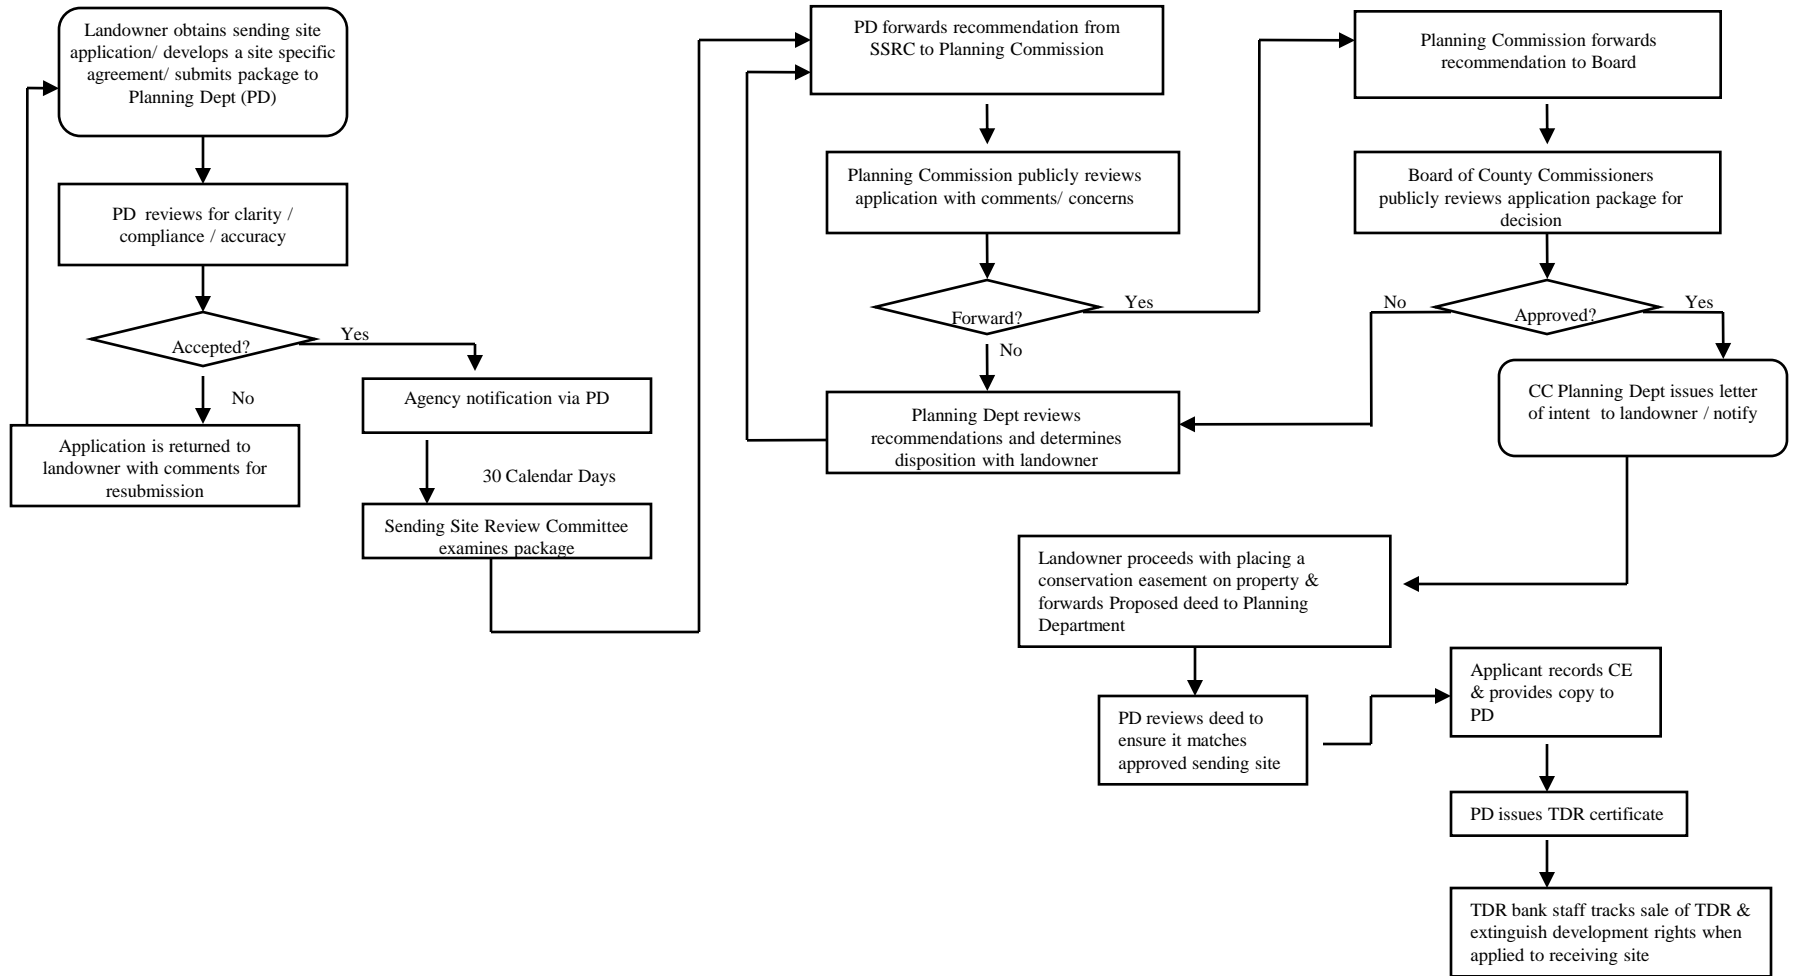 Landowner obtains sending site
application/ develops a site specific
agreement/ submits package to
Planning Dept (PD)
PD reviews for clarity /
compliance / accuracy
Accepted?
Yes
No
Application is returned to
landowner with comments for
resubmission
Agency notification via PD
30 Calendar Days
Sending Site Review Committee
examines package
PD forwards recommendation from
SSRC to Planning Commission
Planning Commission publicly reviews
application with comments/ concerns
Forward?
Yes
No
Planning Dept reviews
recommendations and determines
disposition with landowner
Planning Commission forwards
recommendation to Board
Board of County Commissioners
publicly reviews application package for
decision
No
Approved?
Yes
CC Planning Dept issues letter
of intent to landowner / notify
Landowner proceeds with placing a
conservation easement on property &
forwards Proposed deed to Planning
Department
PD reviews deed to
ensure it matches
approved sending site
Applicant records CE
& provides copy to
PD
PD issues TDR certificate
TDR bank staff tracks sale of TDR &
extinguish development rights when
applied to receiving site